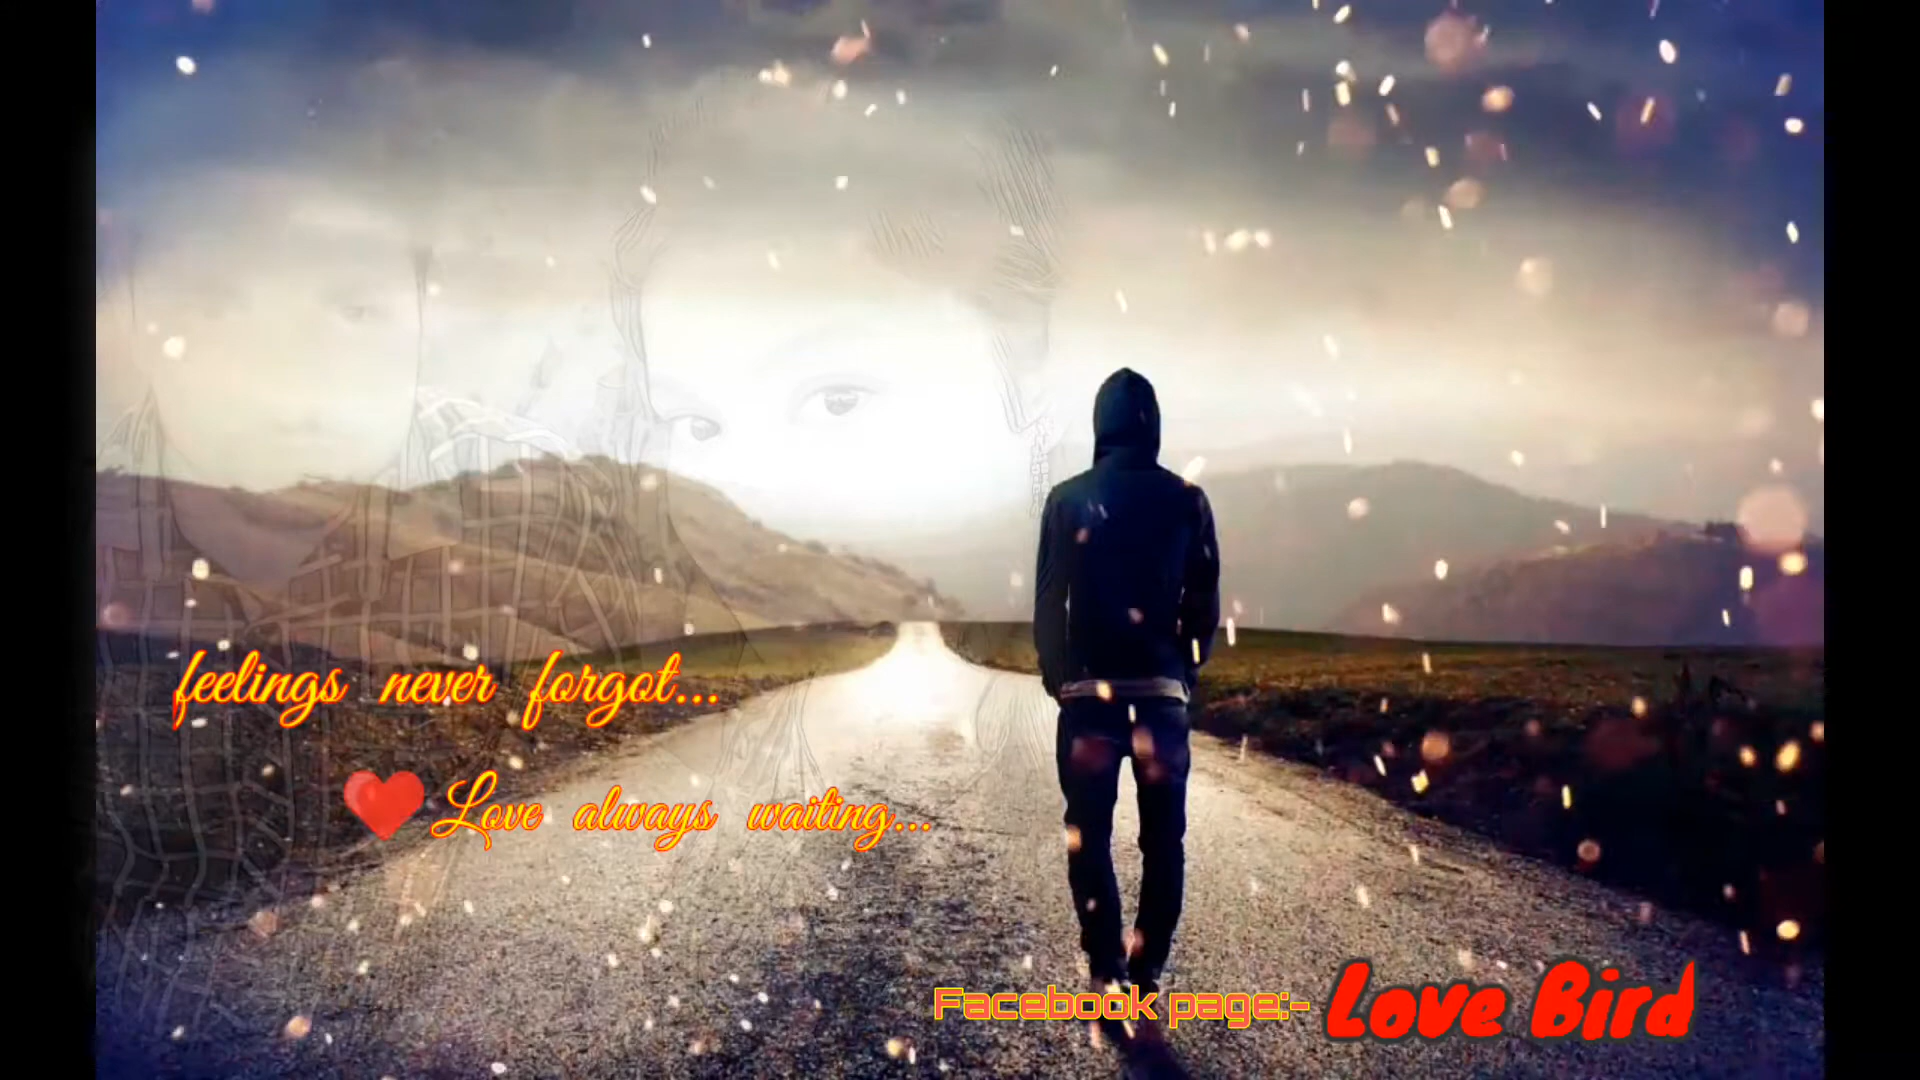 feelings never forgot...
❤️Love always waiting...
Facebook page:- Love Bird